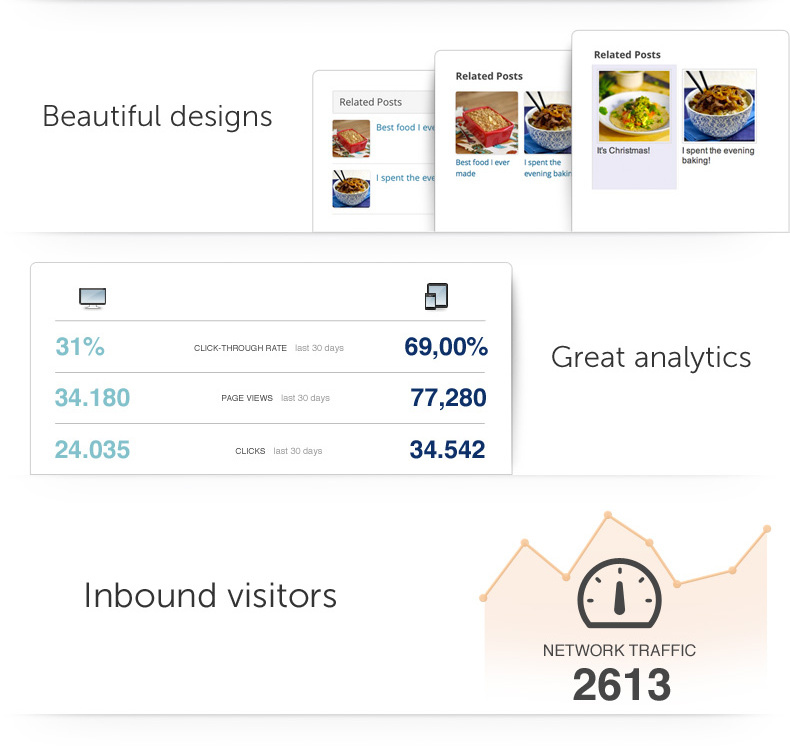 Beautiful designs
Related Posts
Best food I eve
I spent the eve
Related Posts
Best food I ever
made
I spent the
evening bakin
Related Posts
It's Christmas!
I spent the evening
baking!
31% CLICK-THROUGH RATE last 30 days 69,00%
34.180 PAGE VIEWS last 30 days 77,280
24.035 CLICKS last 30 days 34.542
Great analytics
Inbound visitors
NETWORK TRAFFIC
2613